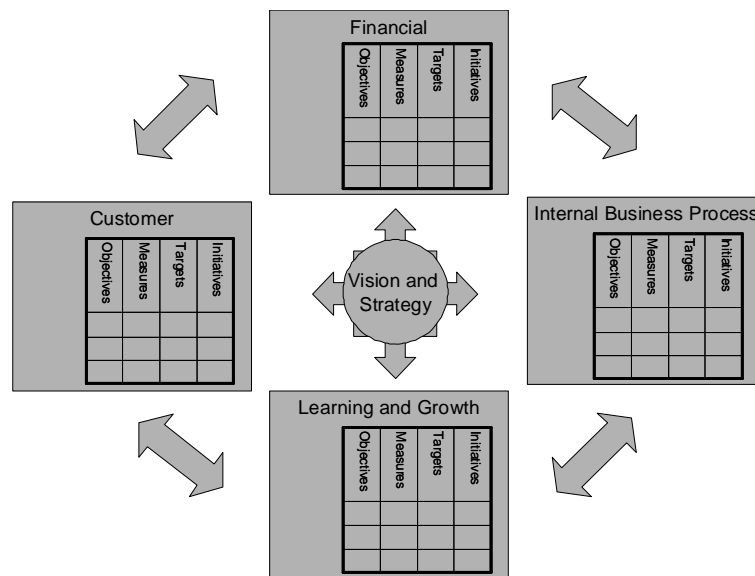 Financial
Objectives
Measures
Targets
Initiatives
Customer
Objectives
Measures
Targets
Initiatives
Vision and
Strategy
Internal Business Process
Objectives
Measures
Targets
Initiatives
Learning and Growth
Objectives
Measures
Targets
Initiatives